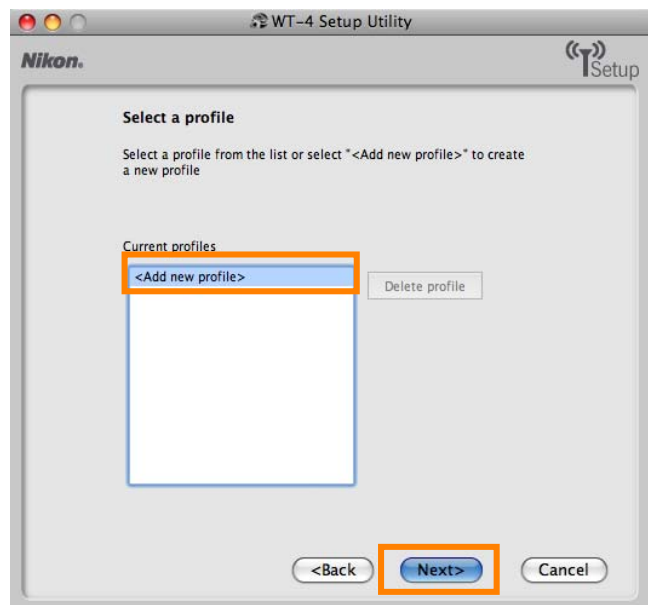 WT-4 Setup Utility
Nikon.
Setup
Select a profile
Select a profile from the list or select "<Add new profile>" to create
a new profile
Current profiles
<Add new profile>
Delete profile
<Back
Next>
Cancel